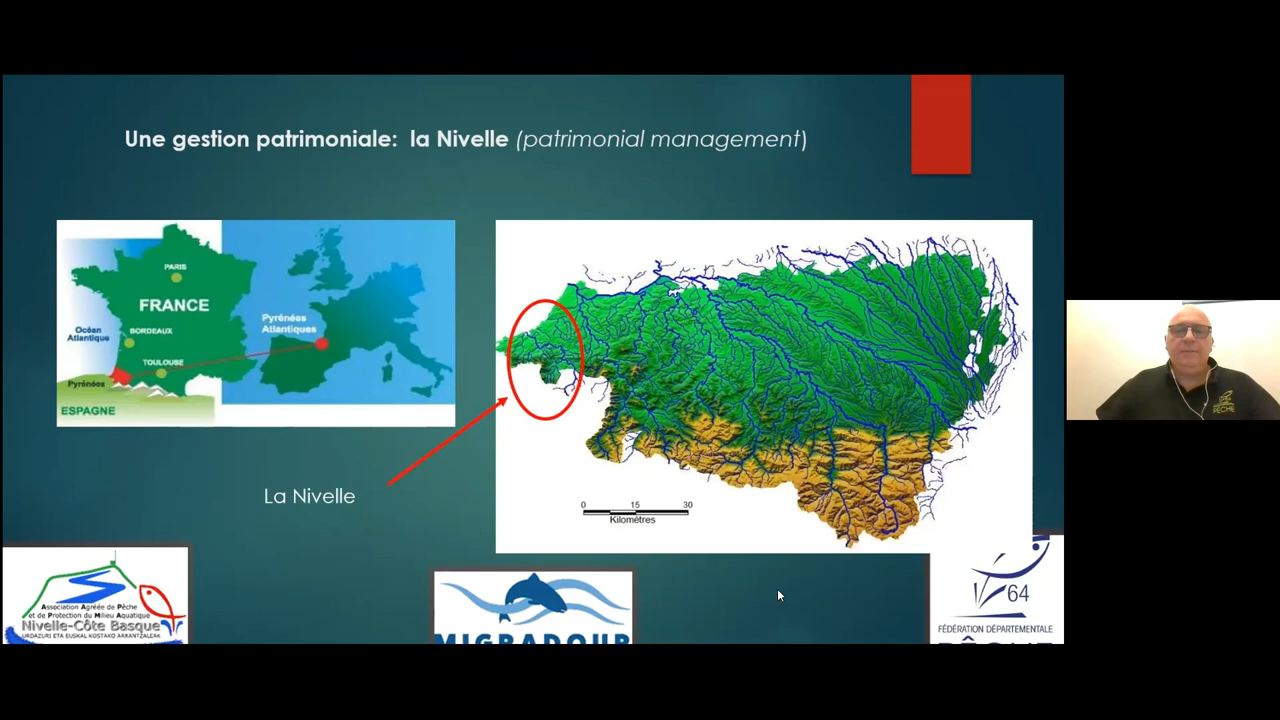 Une gestion patrimoniale: la Nivelle (patrimonial management)
PARIS
FRANCE
Océan
Atlantique
BORDEAUX
TOULOUSE
Pyrénées
ESPAGNE
Pyrénées
Atlantiques
0 15 30
Kilomètres
La Nivelle
Association Agréée de Pêche
et de Protection du Milieu Aquatique
Nivelle-Côte Basque
URDAZURI ETA EUSKAL KOSTAKO ARRANTZALEAK
MIGRADOUR
64
FÉDÉRATION DÉPARTEMENTALE
PÊCHE
PECHE